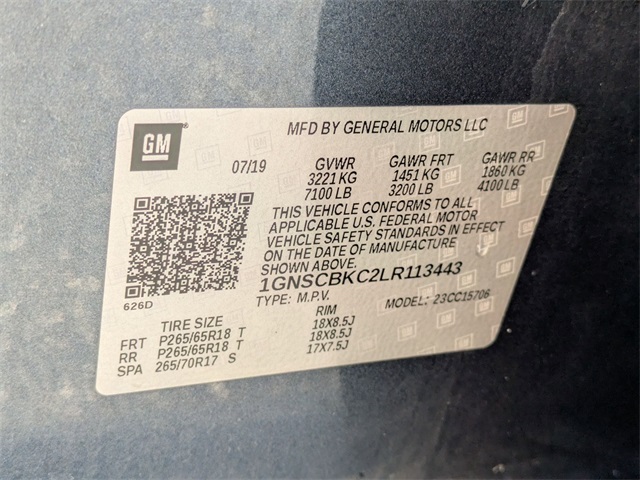 GM ®
MFD BY GENERAL MOTORS LLC
07/19 GVWR GAWR FRT GAWR RR
3221 KG 1451 KG 1860 KG
7100 LB 3200 LB 4100 LB
THIS VEHICLE CONFORMS TO ALL
APPLICABLE U.S. FEDERAL MOTOR
VEHICLE SAFETY STANDARDS IN EFFECT
ON THE DATE OF MANUFACTURE
SHOWN ABOVE.
626D
1GNSCBKC2LR113443
TYPE: M.P.V. MODEL: 23CC15706
TIRE SIZE RIM
FRT P265/65R18 T 18X8.5J
RR P265/65R18 T 18X8.5J
SPA 265/70R17 S 17X7.5J